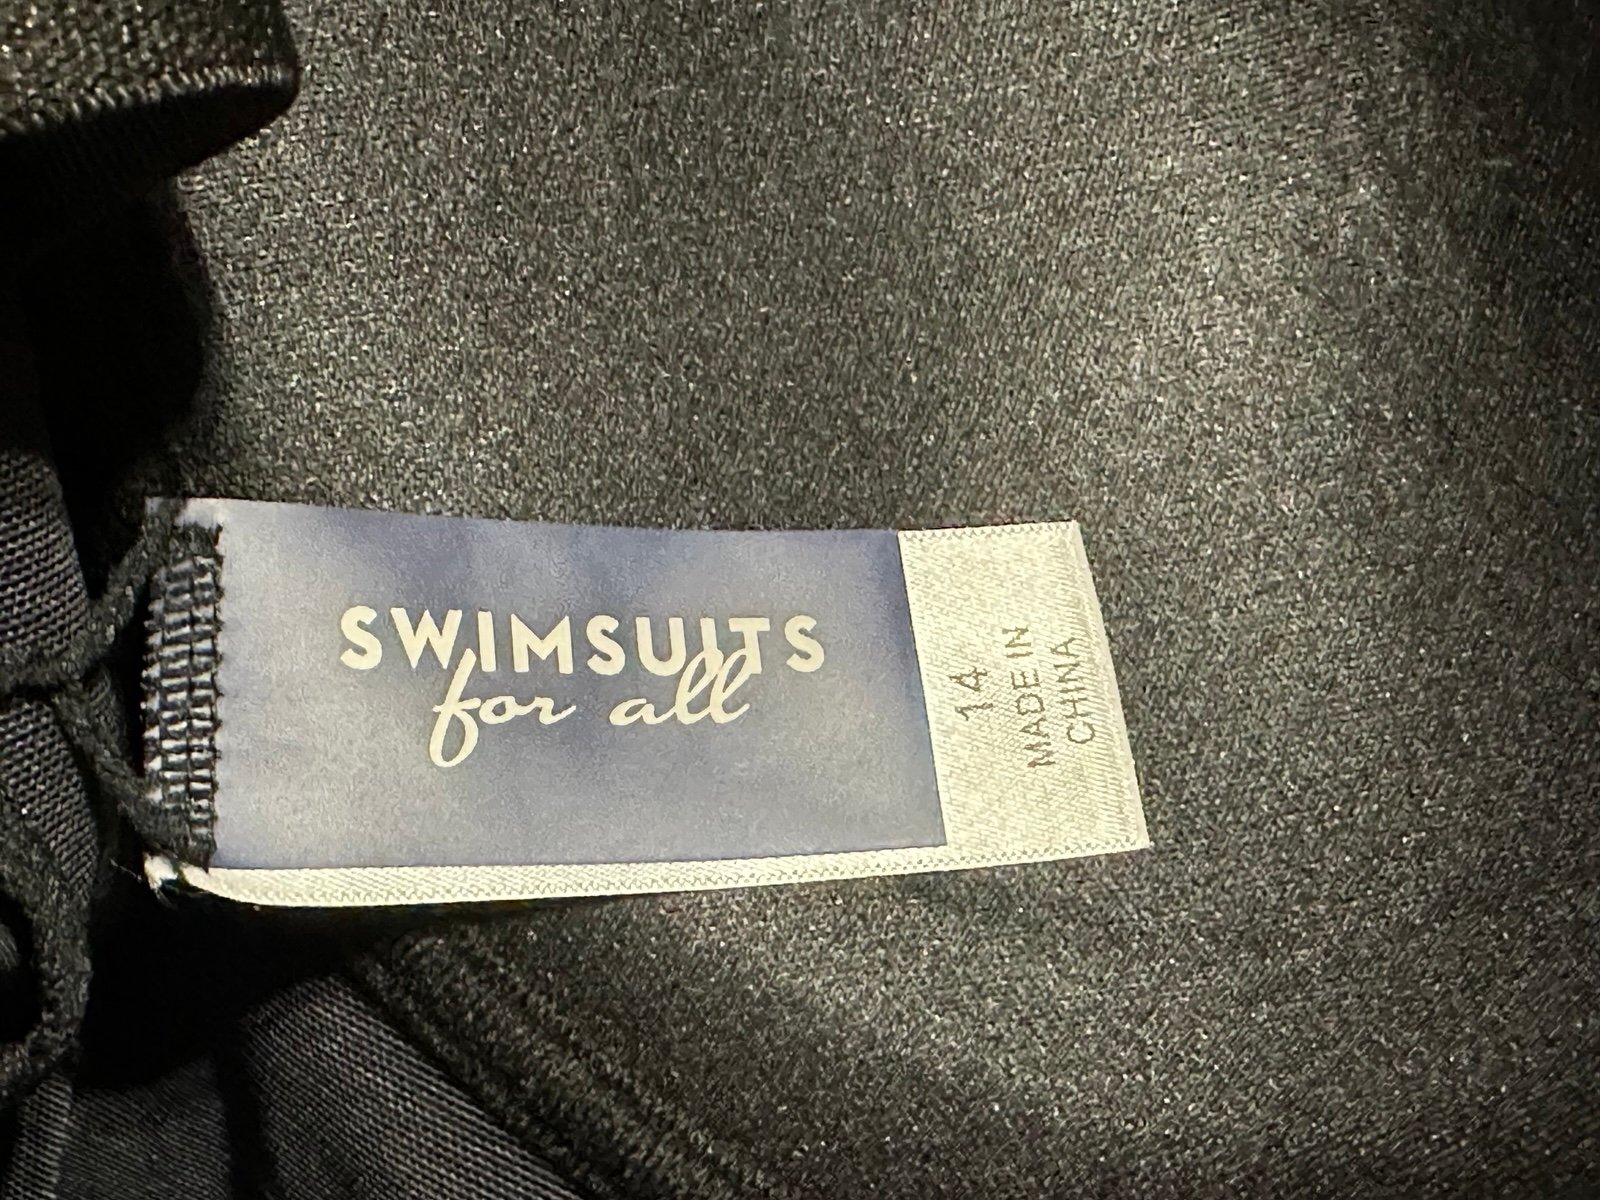 SWIMSUITS
for all
14
MADE IN
CHINA